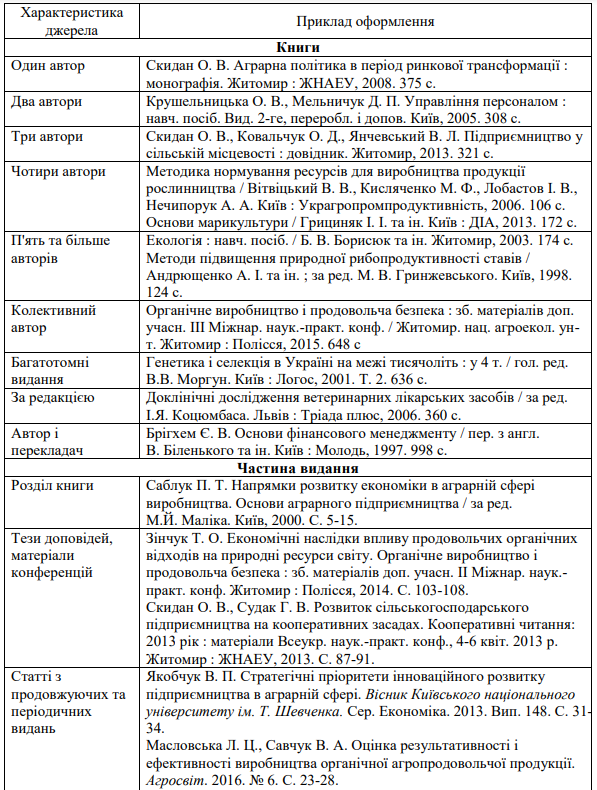 Характеристика
джерела
Приклад оформлення
Книги
Один автор
Скидан О. В. Аграрна політика в період ринкової трансформації :
монографія. Житомир : ЖНАЕУ, 2008. 375 с.
Два автори
Крушельницька О. В., Мельничук Д. П. Управління персоналом :
навч. посіб. Вид. 2-ге, переробл. і допов. Київ, 2005. 308 с.
Три автори
Скидан О. В., Ковальчук О. Д., Янчевський В. Л. Підприємництво у
сільській місцевості : довідник. Житомир, 2013. 321 с.
Чотири автори
Методика нормування ресурсів для виробництва продукції
рослинництва / Вітвіцький В. В., Кисляченко М. Ф., Лобастов І. В.,
Нечипорук А. А. Київ : Украгропромпродуктивність, 2006. 106 с.
Основи марикультури / Грициняк І. І. та ін. Київ : ДІА, 2013. 172 с.
П'ять та більше
авторів
Екологія : навч. посіб. / Б. В. Борисюк та ін. Житомир, 2003. 174 с.
Методи підвищення природної рибопродуктивності ставів /
Андрющенко А. І. та ін. ; за ред. М. В. Гринжевського. Київ, 1998.
124 с.
Колективний
автор
Органічне виробництво і продовольча безпека : зб. матеріалів доп.
учасн. III Міжнар. наук.-практ. конф. / Житомир. нац. агроекол. ун-
т. Житомир : Полісся, 2015. 648 с
Багатотомні
видання
Генетика і селекція в Україні на межі тисячоліть : у 4 т. / гол. ред.
В.В. Моргун. Київ : Логос, 2001. Т. 2. 636 с.
За редакцією
Доклінічні дослідження ветеринарних лікарських засобів / за ред.
І.Я. Коцюмбаса. Львів : Тріада плюс, 2006. 360 с.
Автор і
перекладач
Брігхем Є. В. Основи фінансового менеджменту / пер. з англ.
В. Біленького та ін. Київ : Молодь, 1997. 998 с.
Частина видання
Розділ книги
Саблук П. Т. Напрямки розвитку економіки в аграрній сфері
виробництва. Основи аграрного підприємництва / за ред.
М.Й. Маліка. Київ, 2000. С. 5-15.
Тези доповідей,
матеріали
конференцій
Зінчук Т. О. Економічні наслідки впливу продовольчих органічних
відходів на природні ресурси світу. Органічне виробництво і
продовольча безпека : зб. матеріалів доп. учасн. II Міжнар. наук.-
практ. конф. Житомир : Полісся, 2014. С. 103-108.
Скидан О. В., Судак Г. В. Розвиток сільськогосподарського
підприємництва на кооперативних засадах. Кооперативні читання:
2013 рік : матеріали Всеукр. наук.-практ. конф., 4-6 квіт. 2013 р.
Житомир : ЖНАЕУ, 2013. С. 87-91.
Статті з
продовжуючих та
періодичних
видань
Якобчук В. П. Стратегічні пріоритети інноваційного розвитку
підприємництва в аграрній сфері. Вісник Київського національного
університету ім. Т. Шевченка. Сер. Економіка. 2013. Вип. 148. С. 31-
34.
Масловська Л. Ц., Савчук В. А. Оцінка результативності і
ефективності виробництва органічної агропродовольчої продукції.
Агросвіт. 2016. № 6. С. 23-28.